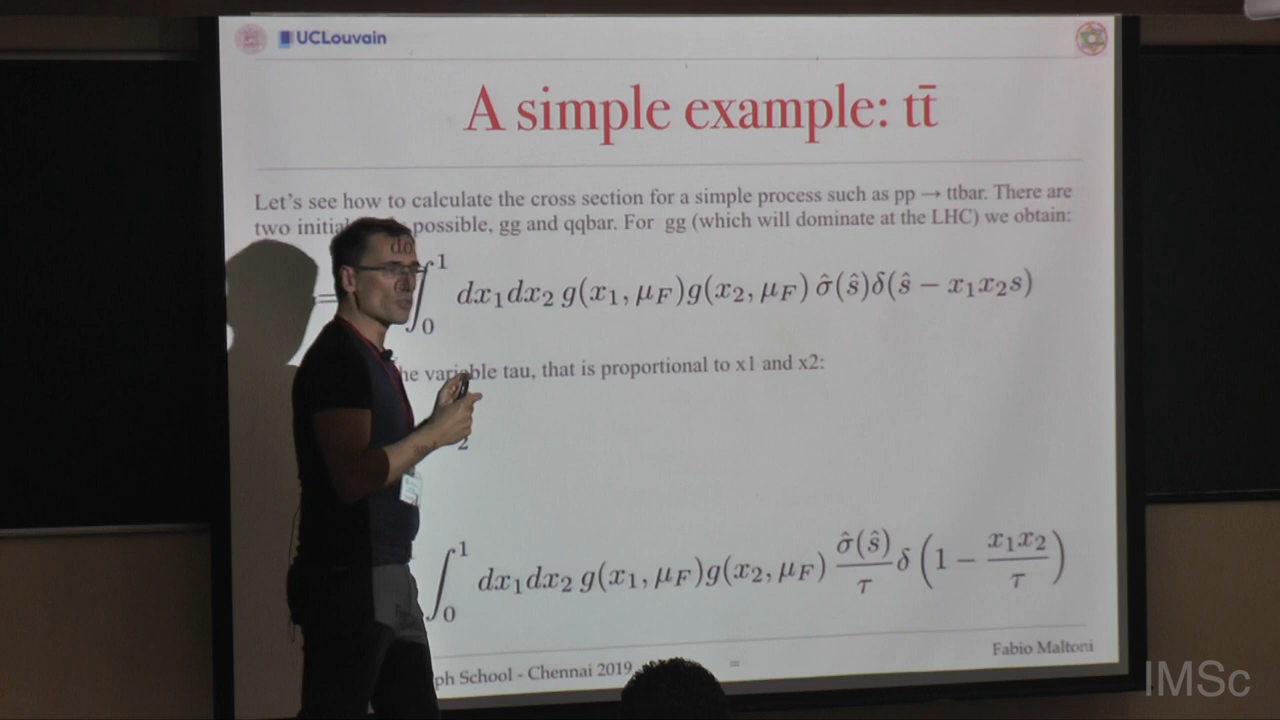 UCLouvain
A simple example: tt̄
Let's see how to calculate the cross section for a simple process such as pp → ttbar. There are
two initial possible, gg and qqbar. For gg (which will dominate at the LHC) we obtain:
dσ
= ∫₀¹ dx₁dx₂ g(x₁, μ_F)g(x₂, μ_F) σ̂(ŝ)δ(ŝ − x₁x₂s)
the variable tau, that is proportional to x1 and x2:
2
∫₀¹ dx₁dx₂ g(x₁, μ_F)g(x₂, μ_F) σ̂(ŝ)/τ δ(1 − x₁x₂/τ)
Fabio Maltoni
ph School - Chennai 2019 =
IMSc